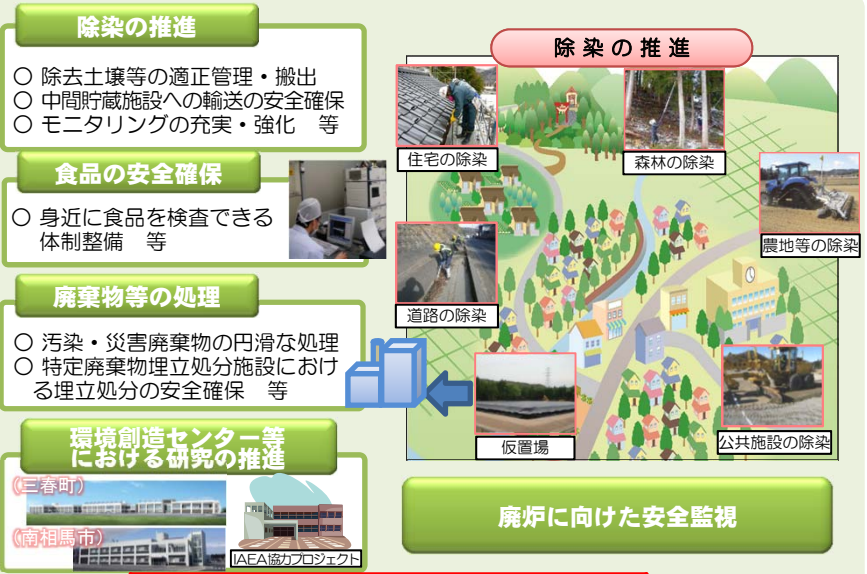 除染の推進
○ 除去土壌等の適正管理・搬出
○ 中間貯蔵施設への輸送の安全確保
○ モニタリングの充実・強化　等
食品の安全確保
○ 身近に食品を検査できる
体制整備　等
廃棄物等の処理
○ 汚染・災害廃棄物の円滑な処理
○ 特定廃棄物埋立処分施設におけ
る埋立処分の安全確保　等
環境創造センター等
における研究の推進
(三春町)
(南相馬市)
IAEA協力プロジェクト
除染の推進
住宅の除染
森林の除染
農地等の除染
道路の除染
仮置場
公共施設の除染
廃炉に向けた安全監視